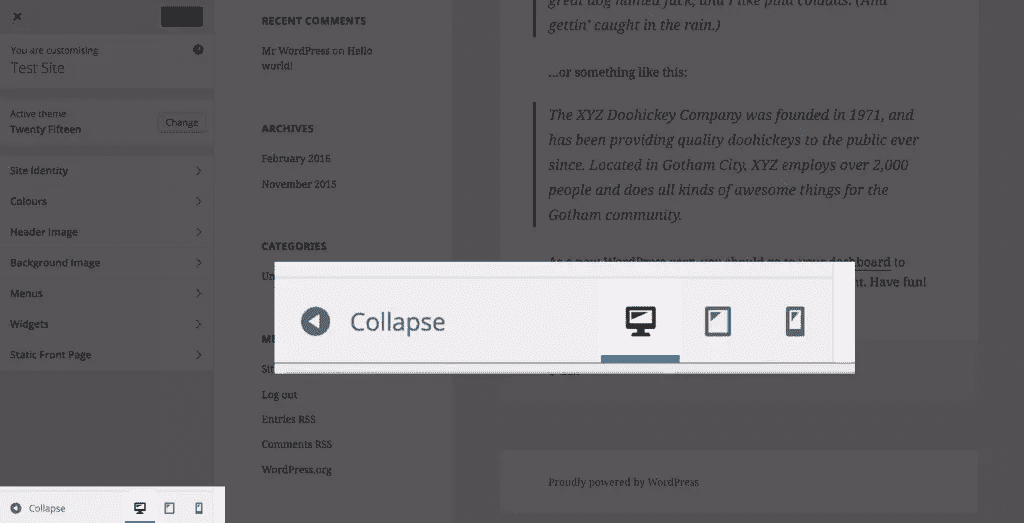 You are customising
Test Site
Active theme
Twenty Fifteen
Change
Site Identity
Colours
Header Image
Background Image
Menus
Widgets
Static Front Page
Collapse
RECENT COMMENTS
Mr WordPress on Hello
world!
ARCHIVES
February 2016
November 2015
CATEGORIES
Un
ME
Sit
Log out
Entries RSS
Comments RSS
WordPress.org
great dog named Jack, and I like piña coladas. (And
gettin' caught in the rain.)
...or something like this:
The XYZ Doohickey Company was founded in 1971, and
has been providing quality doohickeys to the public ever
since. Located in Gotham City, XYZ employs over 2,000
people and does all kinds of awesome things for the
Gotham community.
As a new WordPress user, you should go to your dashboard to
nt. Have fun!
Collapse
Proudly powered by WordPress